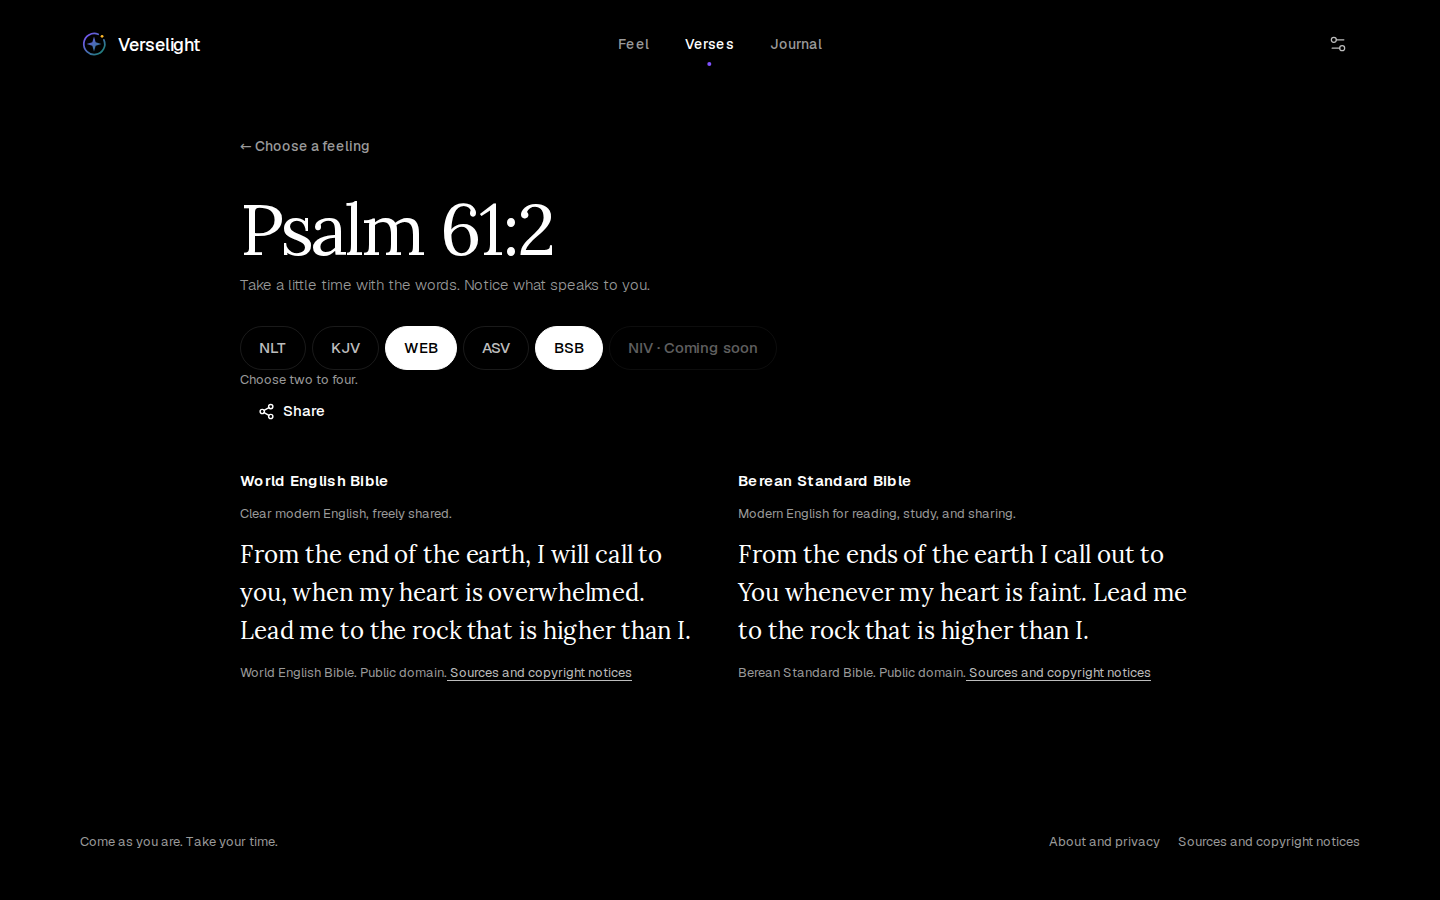 Verselight
Feel
Verses
Journal
← Choose a feeling
Psalm 61:2
Take a little time with the words. Notice what speaks to you.
NLT
KJV
WEB
ASV
BSB
NIV · Coming soon
Choose two to four.
Share
World English Bible
Clear modern English, freely shared.
From the end of the earth, I will call to
you, when my heart is overwhelmed.
Lead me to the rock that is higher than I.
World English Bible. Public domain. Sources and copyright notices
Berean Standard Bible
Modern English for reading, study, and sharing.
From the ends of the earth I call out to
You whenever my heart is faint. Lead me
to the rock that is higher than I.
Berean Standard Bible. Public domain. Sources and copyright notices
Come as you are. Take your time.
About and privacy
Sources and copyright notices